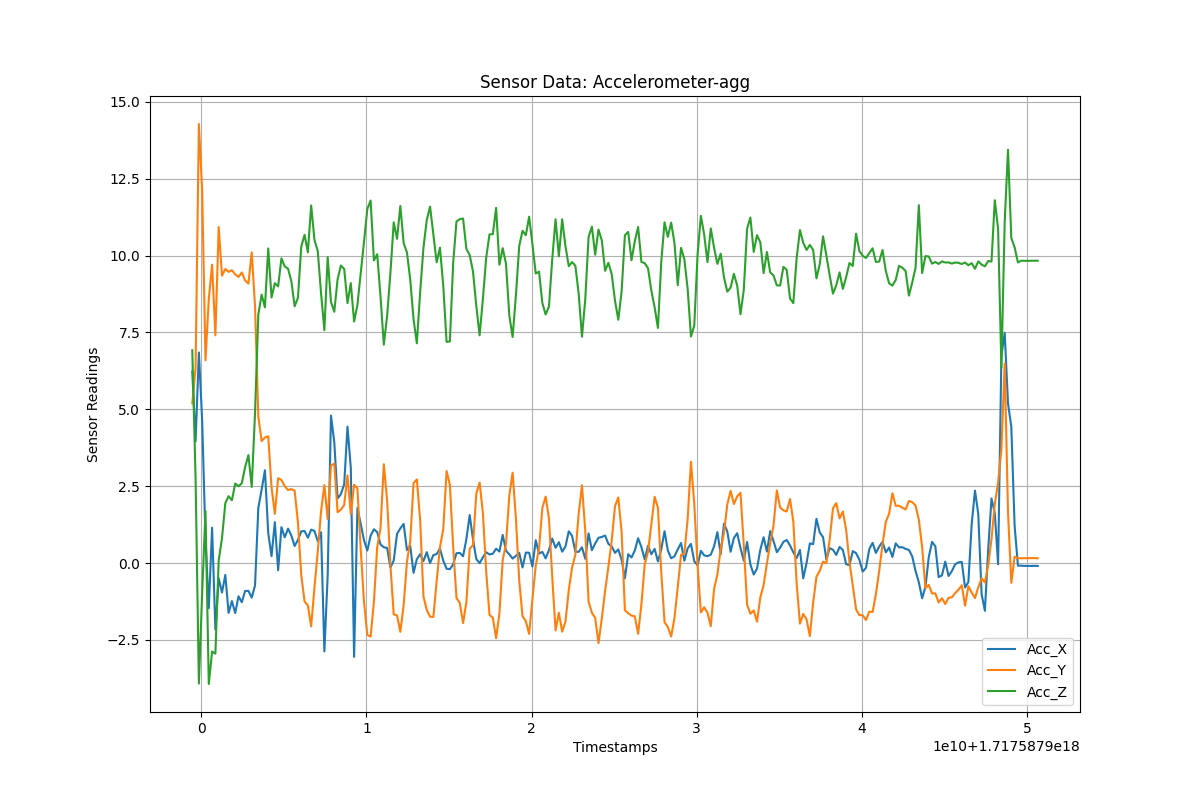 Sensor Data: Accelerometer-agg
15.0
12.5
10.0
7.5
5.0
2.5
0.0
−2.5
Sensor Readings
0 1 2 3 4 5
Timestamps
1e10+1.7175879e18
Acc_X
Acc_Y
Acc_Z